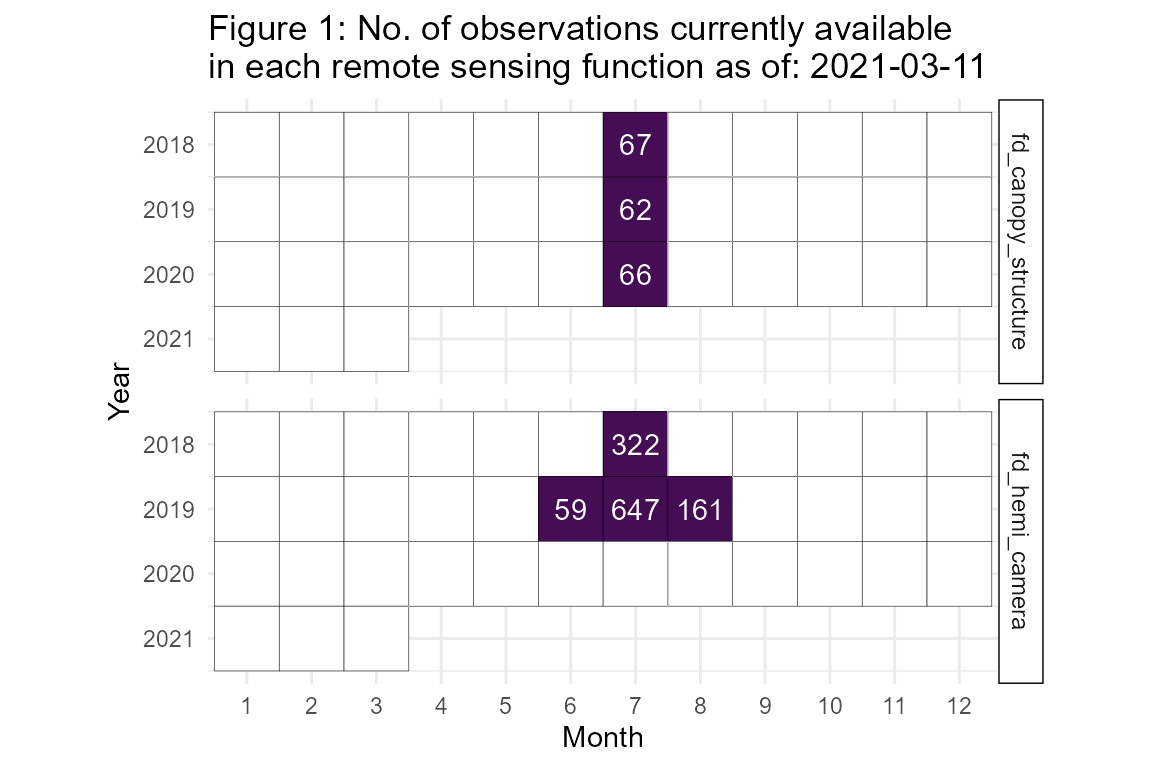 Figure 1: No. of observations currently available
in each remote sensing function as of: 2021-03-11
Year
2018
67
2019
62
2020
66
2021
fd_canopy_structure
2018
322
2019
59 647 161
2020
2021
fd_hemi_camera
1 2 3 4 5 6 7 8 9 10 11 12
Month